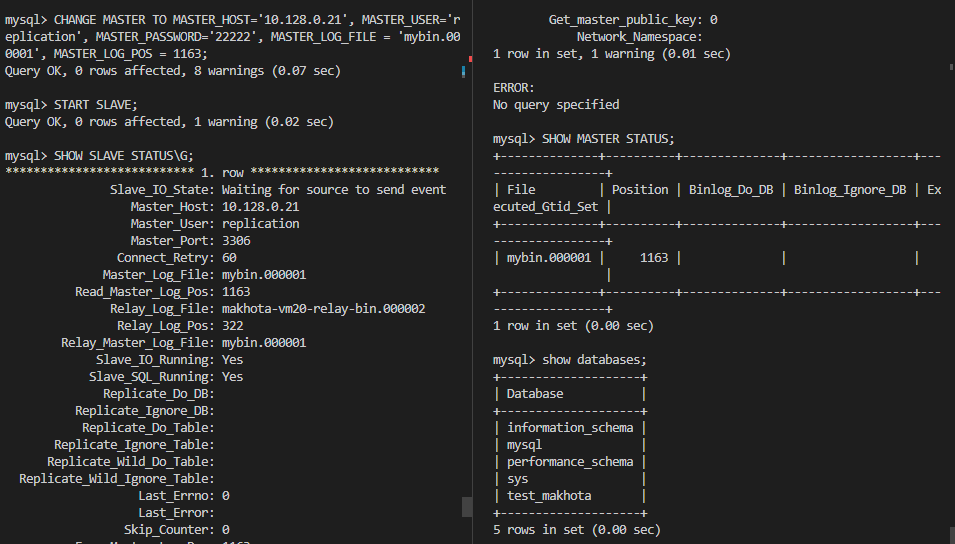 mysql> CHANGE MASTER TO MASTER_HOST='10.128.0.21', MASTER_USER='r
eplication', MASTER_PASSWORD='22222', MASTER_LOG_FILE = 'mybin.00
0001', MASTER_LOG_POS = 1163;
Query OK, 0 rows affected, 8 warnings (0.07 sec)
mysql> START SLAVE;
Query OK, 0 rows affected, 1 warning (0.02 sec)
mysql> SHOW SLAVE STATUS\G;
*************************** 1. row ***************************
Slave_IO_State: Waiting for source to send event
Master_Host: 10.128.0.21
Master_User: replication
Master_Port: 3306
Connect_Retry: 60
Master_Log_File: mybin.000001
Read_Master_Log_Pos: 1163
Relay_Log_File: makhota-vm20-relay-bin.000002
Relay_Log_Pos: 322
Relay_Master_Log_File: mybin.000001
Slave_IO_Running: Yes
Slave_SQL_Running: Yes
Replicate_Do_DB:
Replicate_Ignore_DB:
Replicate_Do_Table:
Replicate_Ignore_Table:
Replicate_Wild_Do_Table:
Replicate_Wild_Ignore_Table:
Last_Errno: 0
Last_Error:
Skip_Counter: 0
Get_master_public_key: 0
Network_Namespace:
1 row in set, 1 warning (0.01 sec)
ERROR:
No query specified
mysql> SHOW MASTER STATUS;
+--------------+----------+--------------+------------------+---
----------------+
| File | Position | Binlog_Do_DB | Binlog_Ignore_DB | Ex
ecuted_Gtid_Set |
+--------------+----------+--------------+------------------+---
----------------+
| mybin.000001 | 1163 | | |
|
+--------------+----------+--------------+------------------+---
----------------+
1 row in set (0.00 sec)
mysql> show databases;
+--------------------+
| Database |
+--------------------+
| information_schema |
| mysql |
| performance_schema |
| sys |
| test_makhota |
+--------------------+
5 rows in set (0.00 sec)